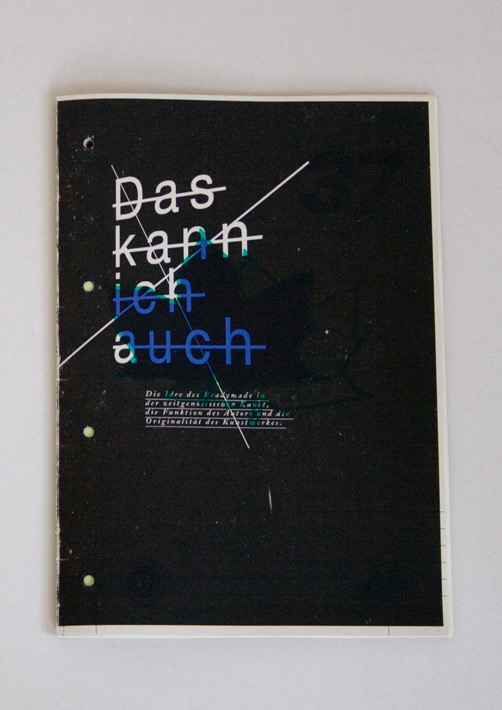 Das
kann
ich
auch
Die Idee des Readymade in
der zeitgenössischen Kunst,
die Funktion des Autors und die
Originalität des Kunstwerkes.